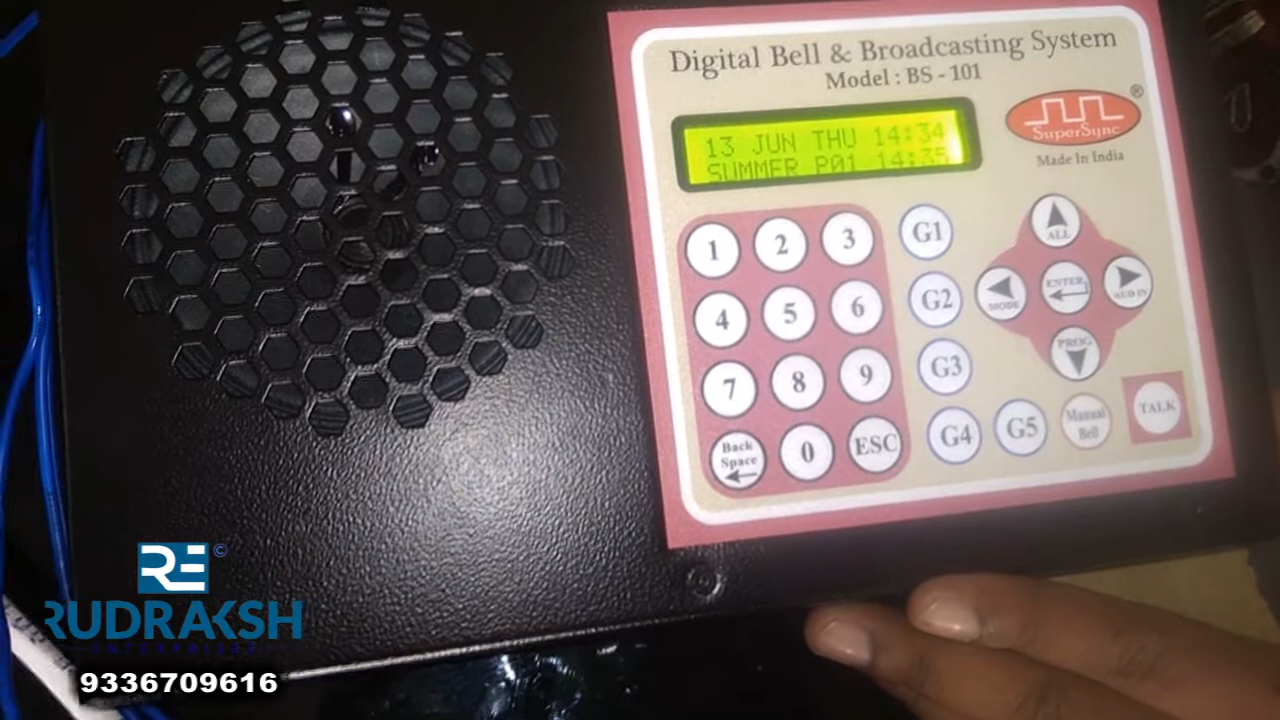 Digital Bell & Broadcasting System
Model : BS - 101
13 JUN THU 14:34
SUMMER P01 14:35
SuperSync
®
Made In India
1 2 3
4 5 6
7 8 9
Back
Space
0 ESC
G1
G2
G3
G4 G5
ALL
MODE
ENTER
AUD IN
PROG
Manual
Bell
TALK
RE ©
RUDRAKSH
ENTERPRISES
9336709616